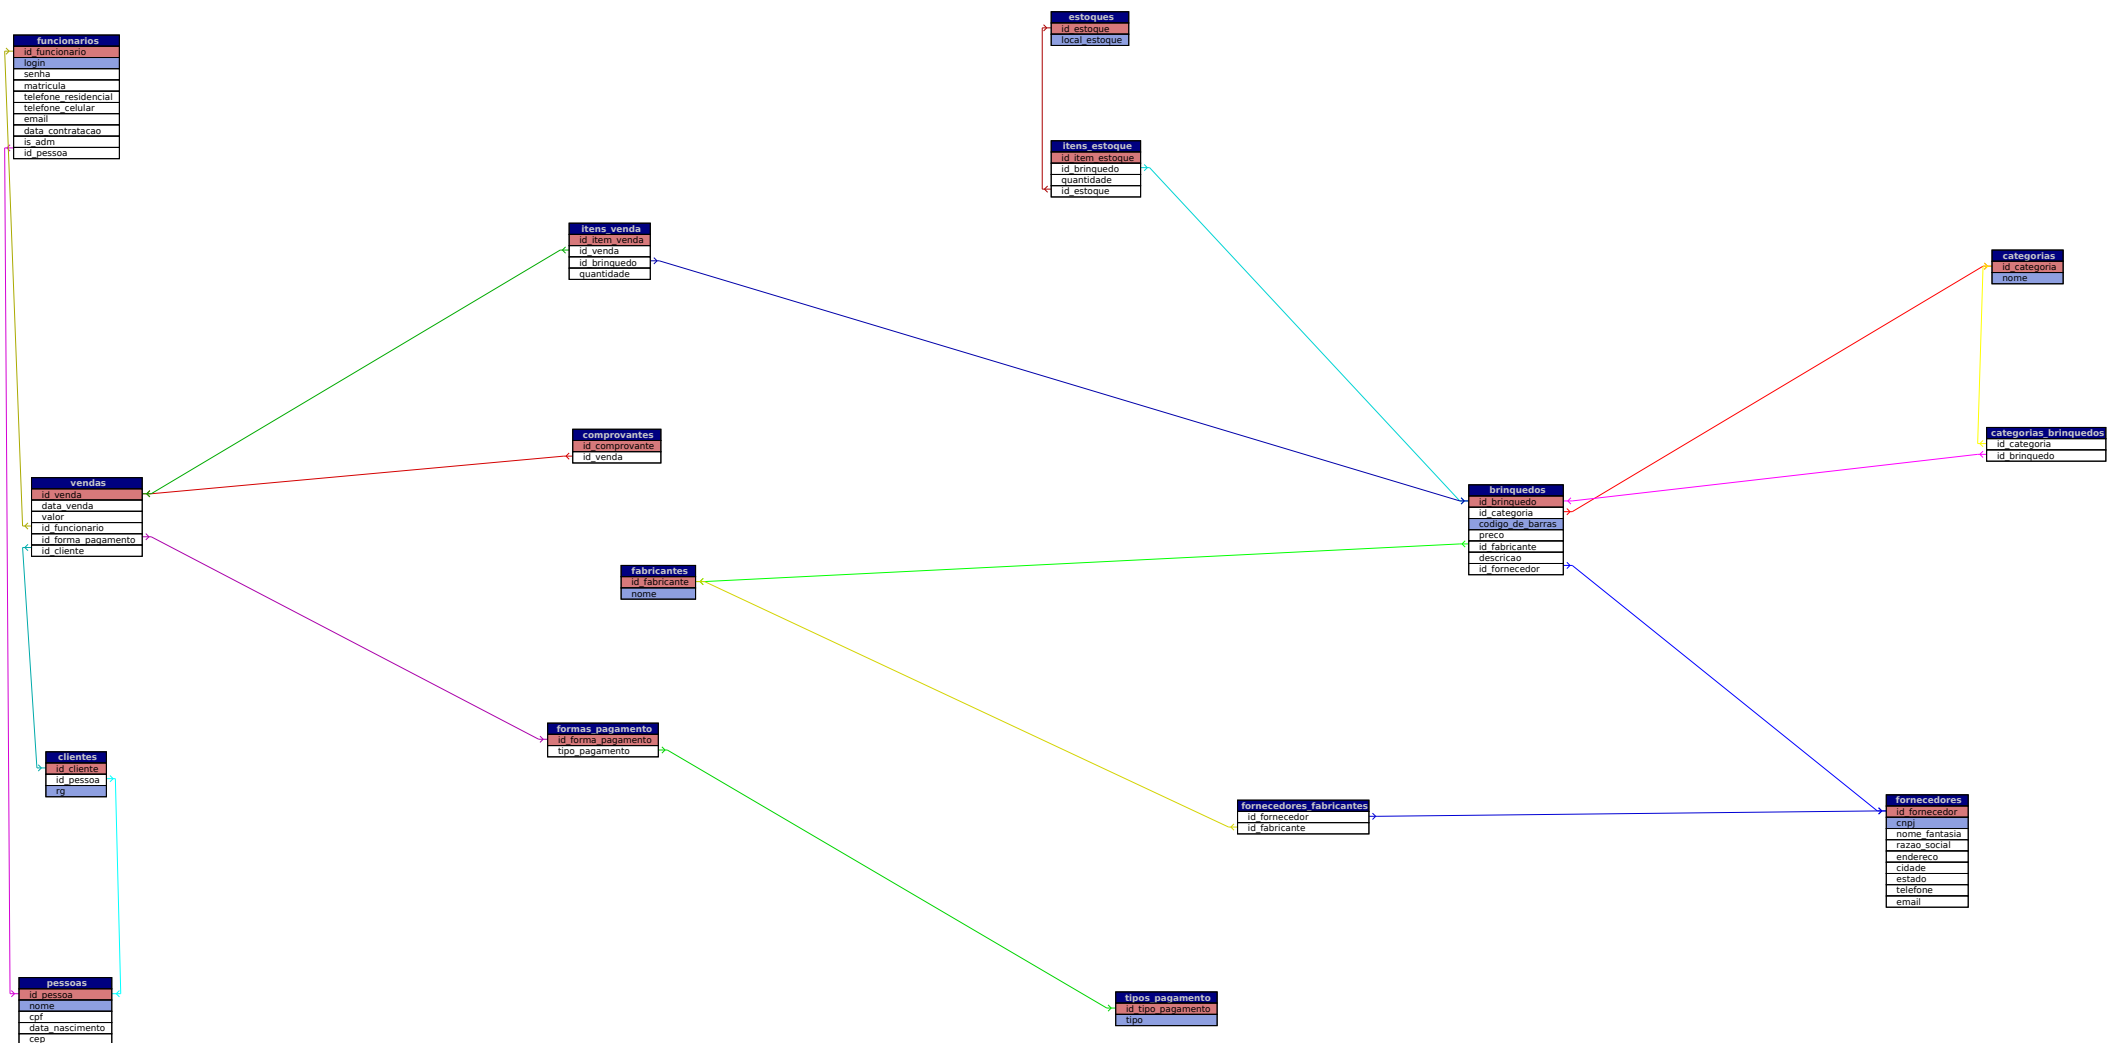 estoques
id_estoque
local_estoque
funcionarios
id_funcionario
login
senha
matricula
telefone_residencial
telefone_celular
email
data_contratacao
is_adm
id_pessoa
itens_estoque
id_item_estoque
id_brinquedo
quantidade
id_estoque
itens_venda
id_item_venda
id_venda
id_brinquedo
quantidade
categorias
id_categoria
nome
comprovantes
id_comprovante
id_venda
categorias_brinquedos
id_categoria
id_brinquedo
vendas
id_venda
data_venda
valor
id_funcionario
id_forma_pagamento
id_cliente
brinquedos
id_brinquedo
id_categoria
codigo_de_barras
preco
id_fabricante
descricao
id_fornecedor
fabricantes
id_fabricante
nome
formas_pagamento
id_forma_pagamento
tipo_pagamento
clientes
id_cliente
id_pessoa
rg
fornecedores_fabricantes
id_fornecedor
id_fabricante
fornecedores
id_fornecedor
cnpj
nome_fantasia
razao_social
endereco
cidade
estado
telefone
email
pessoas
id_pessoa
nome
cpf
data_nascimento
cep
tipos_pagamento
id_tipo_pagamento
tipo